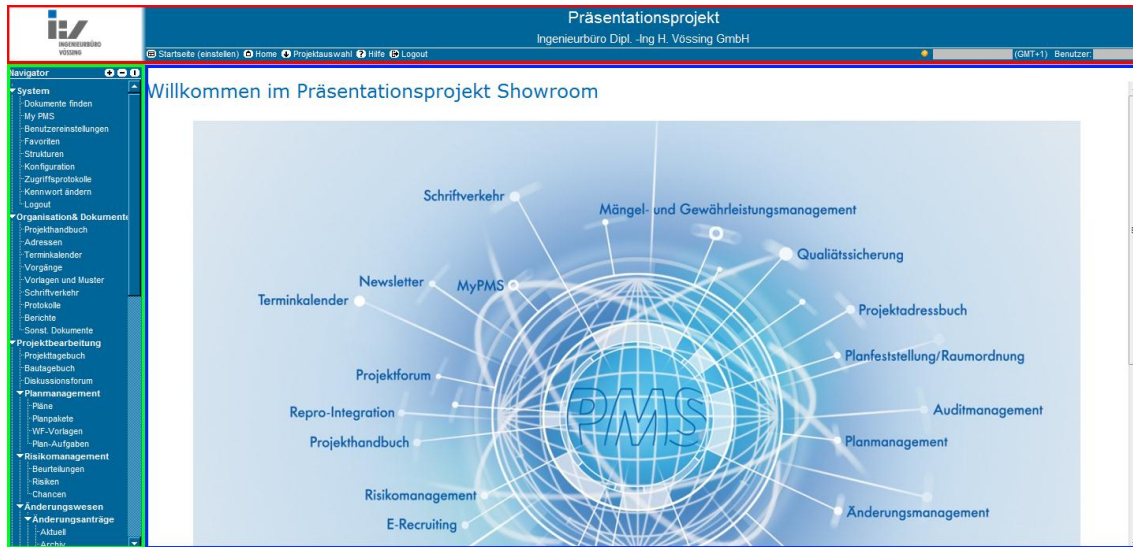 INGENIEURBÜRO
VÖSSING
Präsentationsprojekt
Ingenieurbüro Dipl. -Ing H. Vössing GmbH
Startseite (einstellen) Home Projektauswahl Hilfe Logout (GMT+1) Benutzer:
Navigator
System
Dokumente finden
My PMS
Benutzereinstellungen
Favoriten
Strukturen
Konfiguration
Zugriffsprotokolle
Kennwort ändern
Logout
Organisation& Dokumente
Projekthandbuch
Adressen
Terminkalender
Vorgänge
Vorlagen und Muster
Schriftverkehr
Protokolle
Berichte
Sonst. Dokumente
Projektbearbeitung
Projekttagebuch
Bautagebuch
Diskussionsforum
Planmanagement
Pläne
Planpakete
WF-Vorlagen
Plan-Aufgaben
Risikomanagement
Beurteilungen
Risiken
Chancen
Änderungswesen
Änderungsanträge
Aktuell
Archiv
Willkommen im Präsentationsprojekt Showroom
Schriftverkehr
Mängel- und Gewährleistungsmanagement
Qualiätssicherung
Newsletter
MyPMS
Terminkalender
Projektadressbuch
Planfeststellung/Raumordnung
Projektforum
Repro-Integration
Auditmanagement
Projekthandbuch
PMS
Planmanagement
Risikomanagement
Änderungsmanagement
E-Recruiting